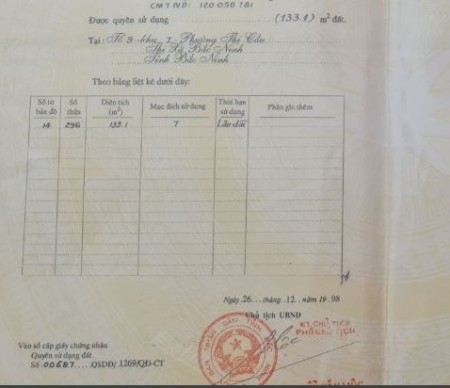 CMTND: 120 056 781
Được quyền sử dụng (133.1) m² đất.
Tại: Tổ 9 khu 2 Phường Thị Cầu
Thị Xã Bắc Ninh
Tỉnh Bắc Ninh
Theo bảng liệt kê dưới đây:
Số tờ bản đồ Số thửa Diện tích (m²) Mục đích sử dụng Thời hạn sử dụng Phần ghi thêm
14 296 133.1 T Lâu dài
Ngày 26 tháng 12 năm 19 98
Chủ tịch UBND
KT. CHỦ TỊCH
PHÓ CHỦ TỊCH
Vào sổ cấp giấy chứng nhận
Quyền sử dụng đất
Số 00687 QSDĐ/ 1269/QĐ-CT